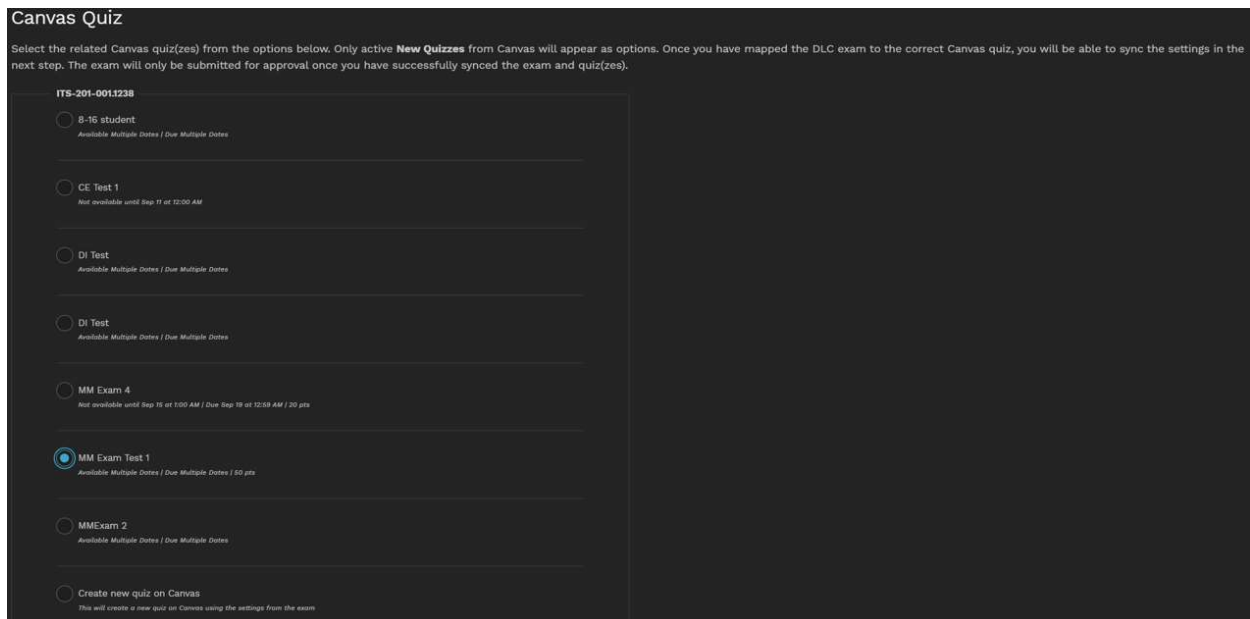 Canvas Quiz
Select the related Canvas quiz(zes) from the options below. Only active New Quizzes from Canvas will appear as options. Once you have mapped the DLC exam to the correct Canvas quiz, you will be able to sync the settings in the
next step. The exam will only be submitted for approval once you have successfully synced the exam and quiz(zes).
ITS-201-001.1238
8-16 student
Available Multiple Dates | Due Multiple Dates
CE Test 1
Not available until Sep 11 at 12:00 AM
DI Test
Available Multiple Dates | Due Multiple Dates
DI Test
Available Multiple Dates | Due Multiple Dates
MM Exam 4
Not available until Sep 15 at 1:00 AM | Due Sep 19 at 12:59 AM | 20 pts
MM Exam Test 1
Available Multiple Dates | Due Multiple Dates | 50 pts
MMExam 2
Available Multiple Dates | Due Multiple Dates
Create new quiz on Canvas
This will create a new quiz on Canvas using the settings from the exam